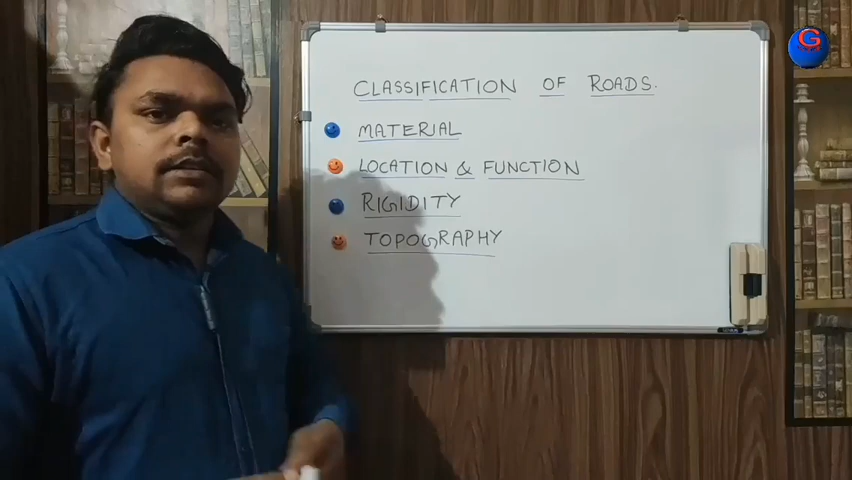 CLASSIFICATION OF ROADS.
MATERIAL
LOCATION & FUNCTION
RIGIDITY
TOPOGRAPHY
G